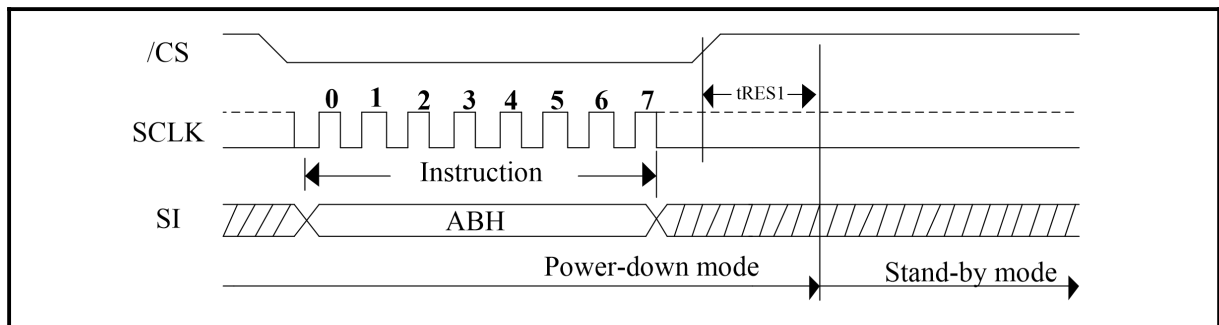 /CS
tRES1
0 1 2 3 4 5 6 7
SCLK
Instruction
SI
ABH
Power-down mode
Stand-by mode